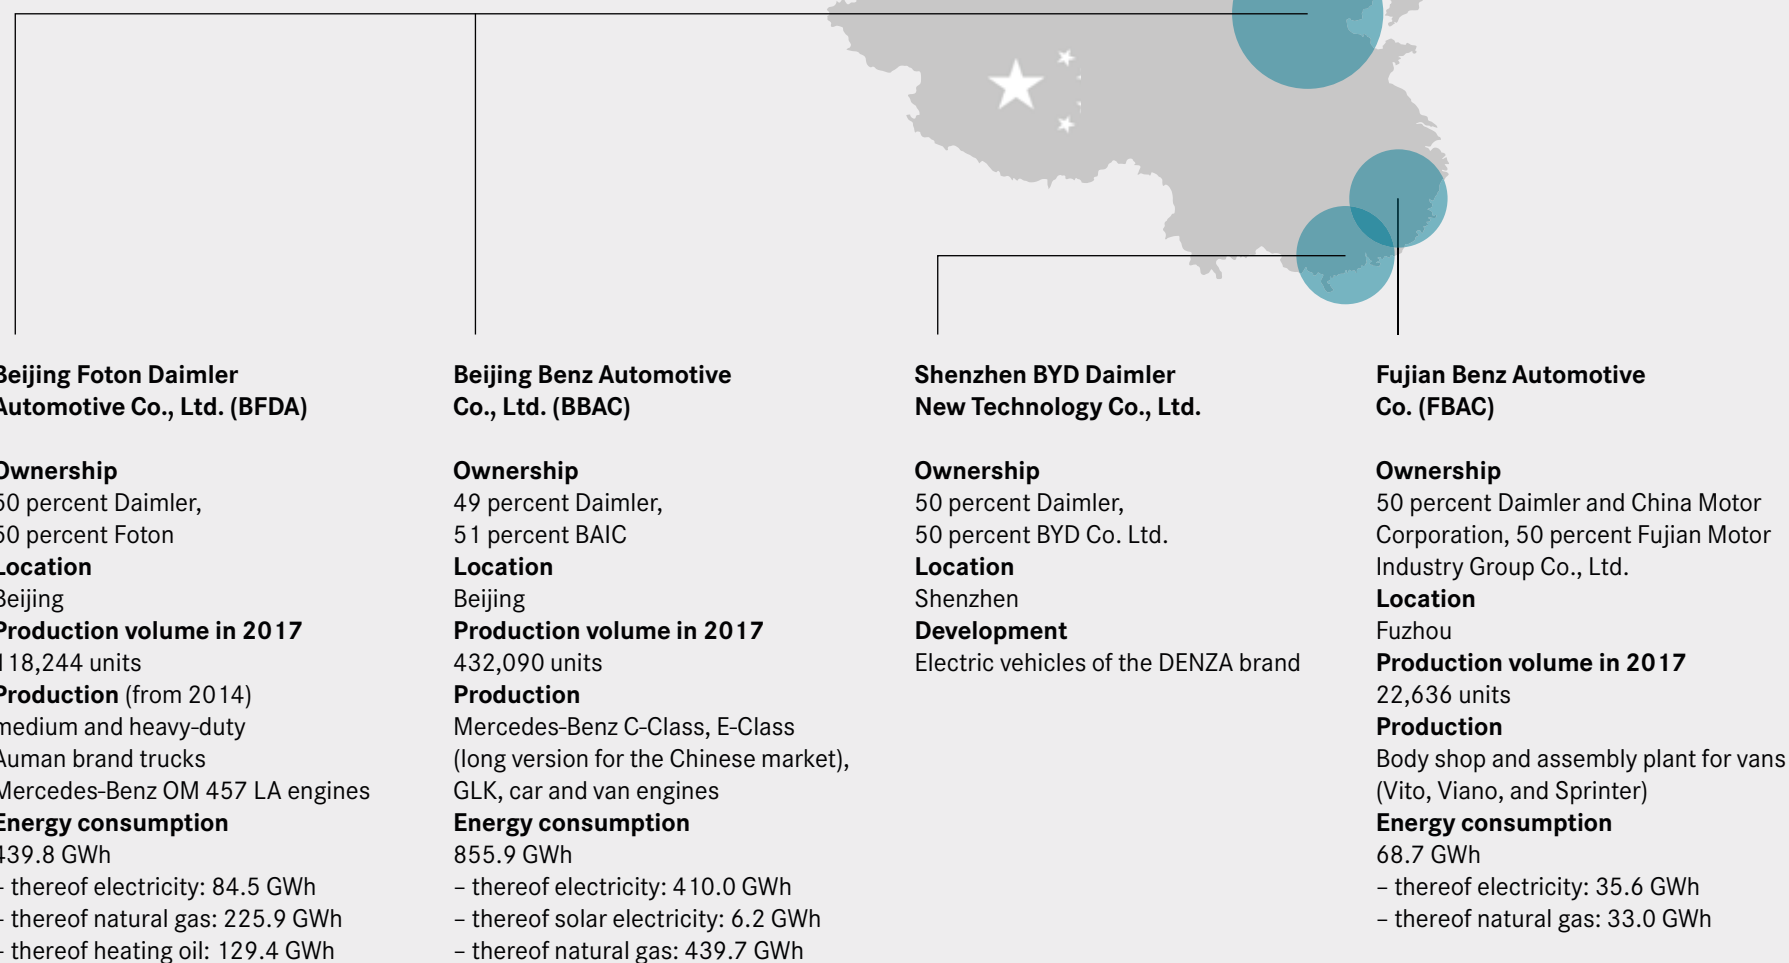 Beijing Foton Daimler
Automotive Co., Ltd. (BFDA)
Ownership
50 percent Daimler,
50 percent Foton
Location
Beijing
Production volume in 2017
118,244 units
Production (from 2014)
medium and heavy-duty
Auman brand trucks
Mercedes-Benz OM 457 LA engines
Energy consumption
439.8 GWh
– thereof electricity: 84.5 GWh
– thereof natural gas: 225.9 GWh
– thereof heating oil: 129.4 GWh
Beijing Benz Automotive
Co., Ltd. (BBAC)
Ownership
49 percent Daimler,
51 percent BAIC
Location
Beijing
Production volume in 2017
432,090 units
Production
Mercedes-Benz C-Class, E-Class
(long version for the Chinese market),
GLK, car and van engines
Energy consumption
855.9 GWh
– thereof electricity: 410.0 GWh
– thereof solar electricity: 6.2 GWh
– thereof natural gas: 439.7 GWh
Shenzhen BYD Daimler
New Technology Co., Ltd.
Ownership
50 percent Daimler,
50 percent BYD Co. Ltd.
Location
Shenzhen
Development
Electric vehicles of the DENZA brand
Fujian Benz Automotive
Co. (FBAC)
Ownership
50 percent Daimler and China Motor
Corporation, 50 percent Fujian Motor
Industry Group Co., Ltd.
Location
Fuzhou
Production volume in 2017
22,636 units
Production
Body shop and assembly plant for vans
(Vito, Viano, and Sprinter)
Energy consumption
68.7 GWh
– thereof electricity: 35.6 GWh
– thereof natural gas: 33.0 GWh